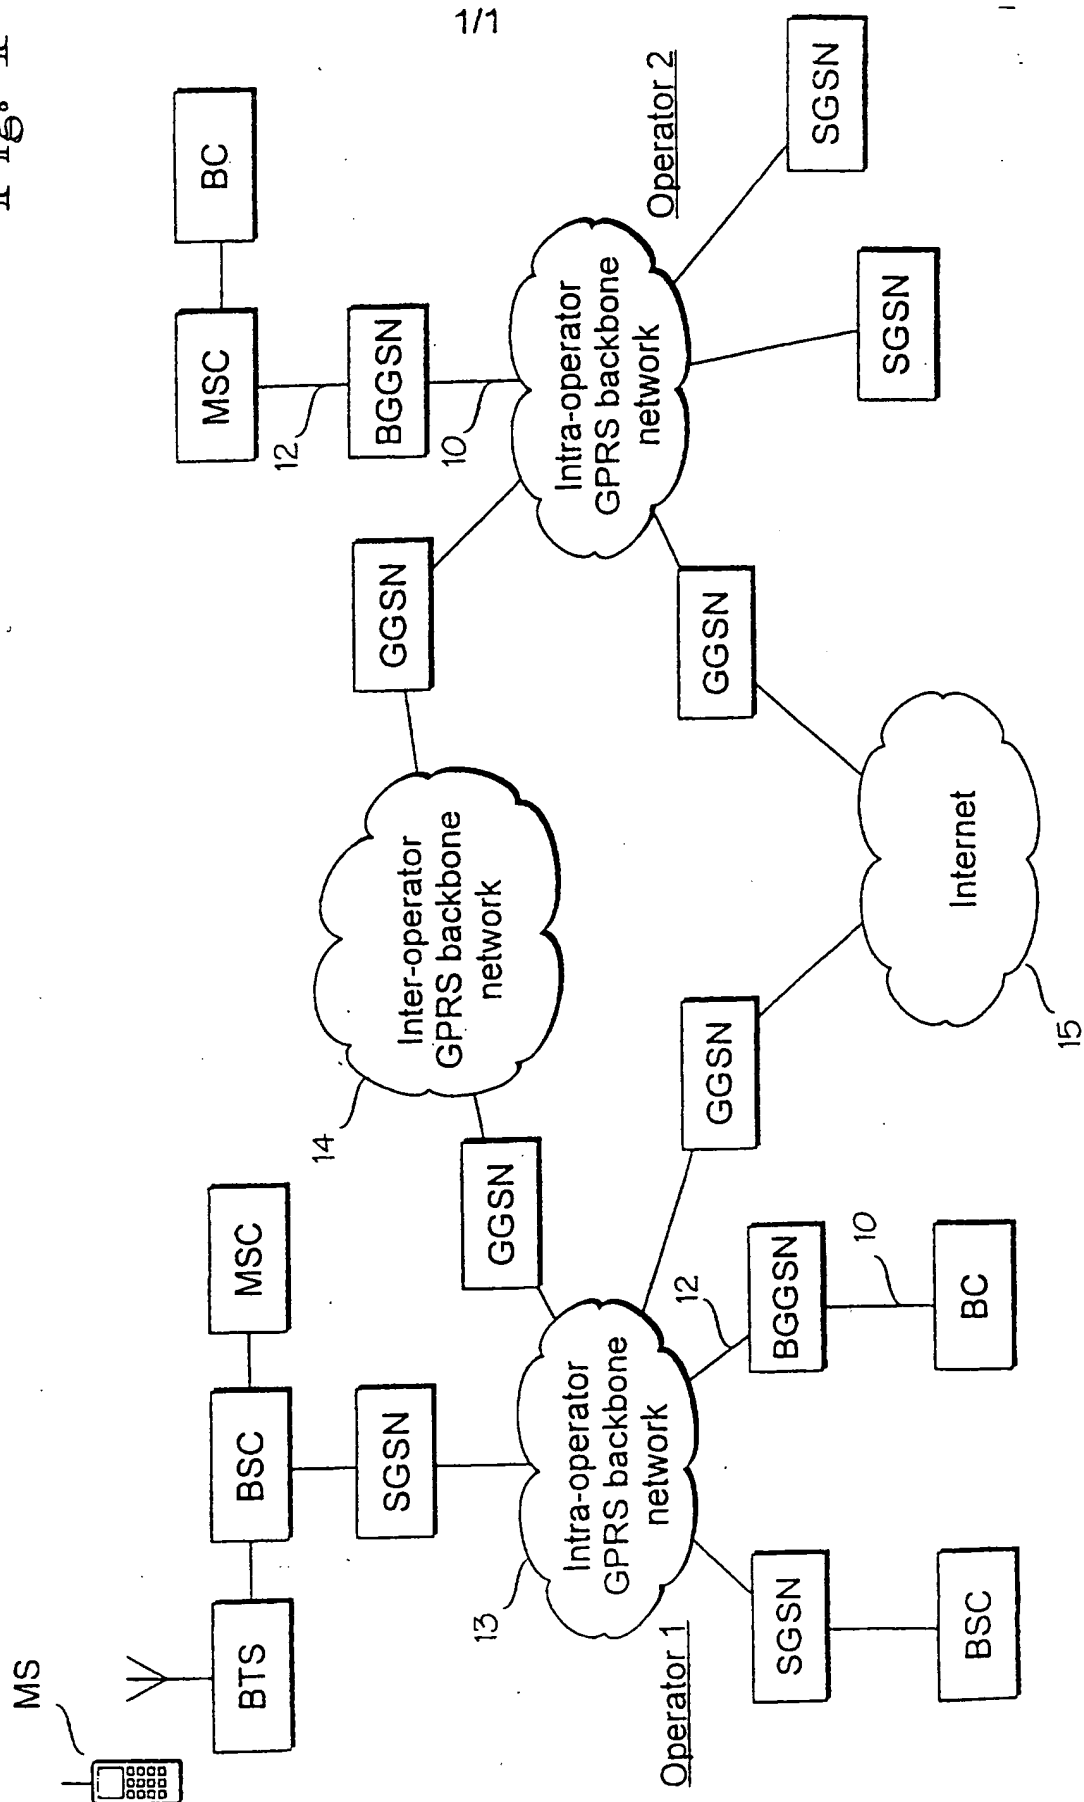 1/1
Fig. 1
MS
BTS
BSC
MSC
SGSN
13
Intra-operator
GPRS backbone
network
Operator 1
SGSN
BSC
12
BGGSN
10
BC
GGSN
GGSN
14
Inter-operator
GPRS backbone
network
Internet
15
GGSN
GGSN
MSC
BC
12
BGGSN
10
Intra-operator
GPRS backbone
network
Operator 2
SGSN
SGSN